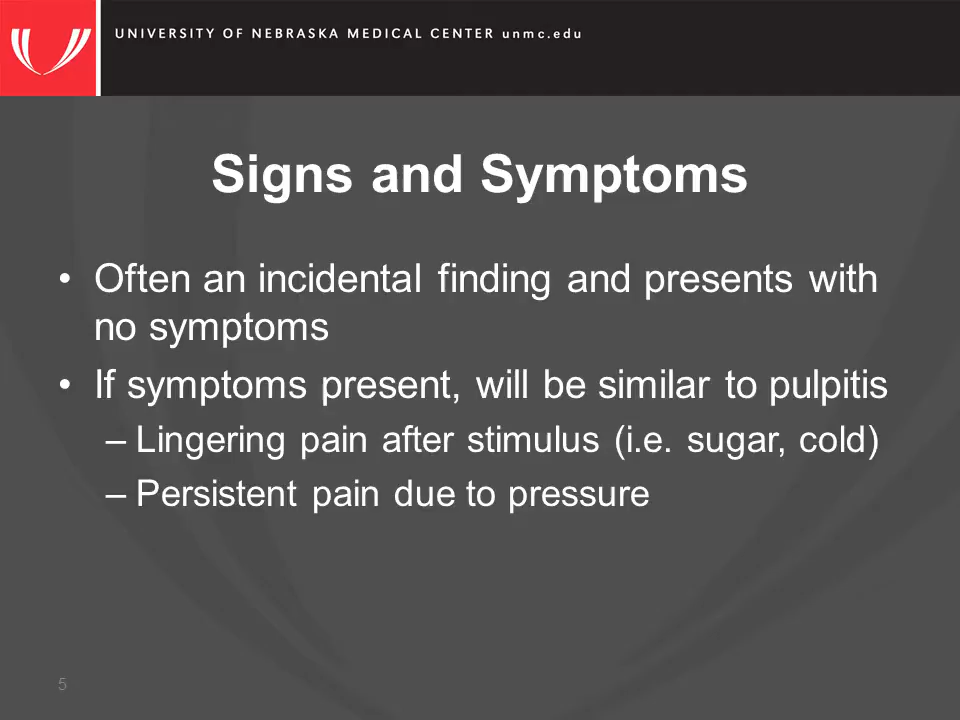 UNIVERSITY OF NEBRASKA MEDICAL CENTER unmc.edu
Signs and Symptoms
• Often an incidental finding and presents with
no symptoms
• If symptoms present, will be similar to pulpitis
– Lingering pain after stimulus (i.e. sugar, cold)
– Persistent pain due to pressure
5